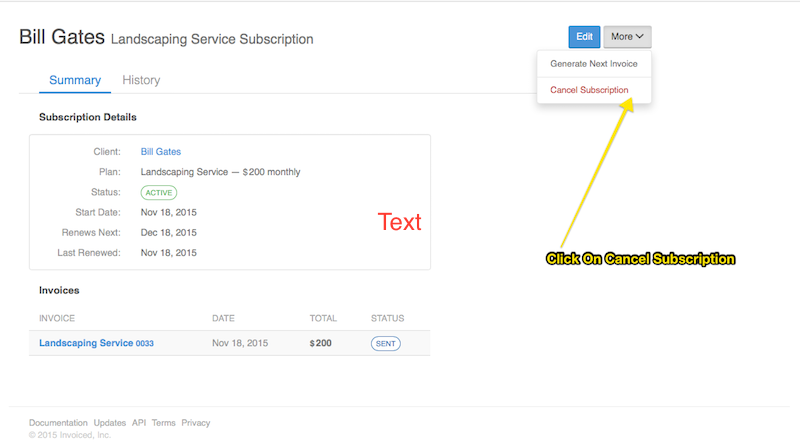 Bill Gates Landscaping Service Subscription
Edit
More
Generate Next Invoice
Cancel Subscription
Summary History
Subscription Details
Client: Bill Gates
Plan: Landscaping Service — $200 monthly
Status: ACTIVE
Start Date: Nov 18, 2015
Renews Next: Dec 18, 2015
Last Renewed: Nov 18, 2015
Text
Click On Cancel Subscription
Invoices
INVOICE DATE TOTAL STATUS
Landscaping Service 0033 Nov 18, 2015 $200 SENT
Documentation Updates API Terms Privacy
© 2015 Invoiced, Inc.